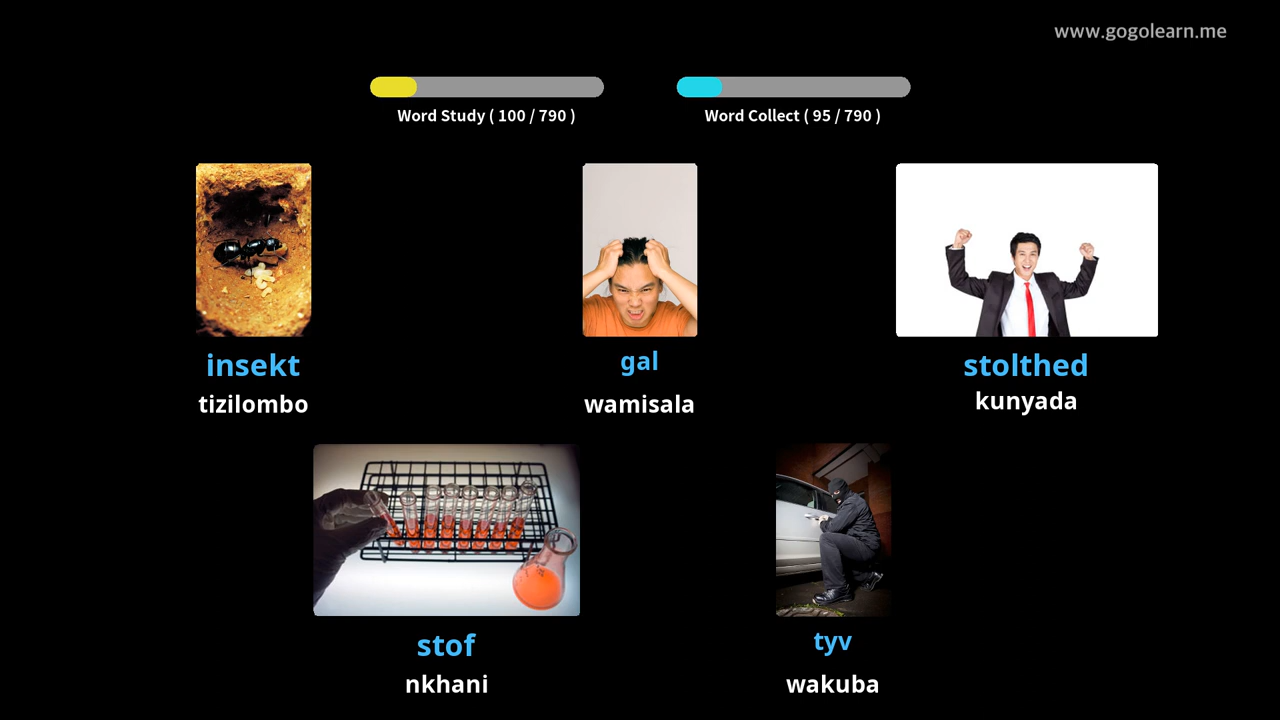 www.gogolearn.me
Word Study ( 100 / 790 )
Word Collect ( 95 / 790 )
insekt
tizilombo
gal
wamisala
stolthed
kunyada
stof
nkhani
tyv
wakuba